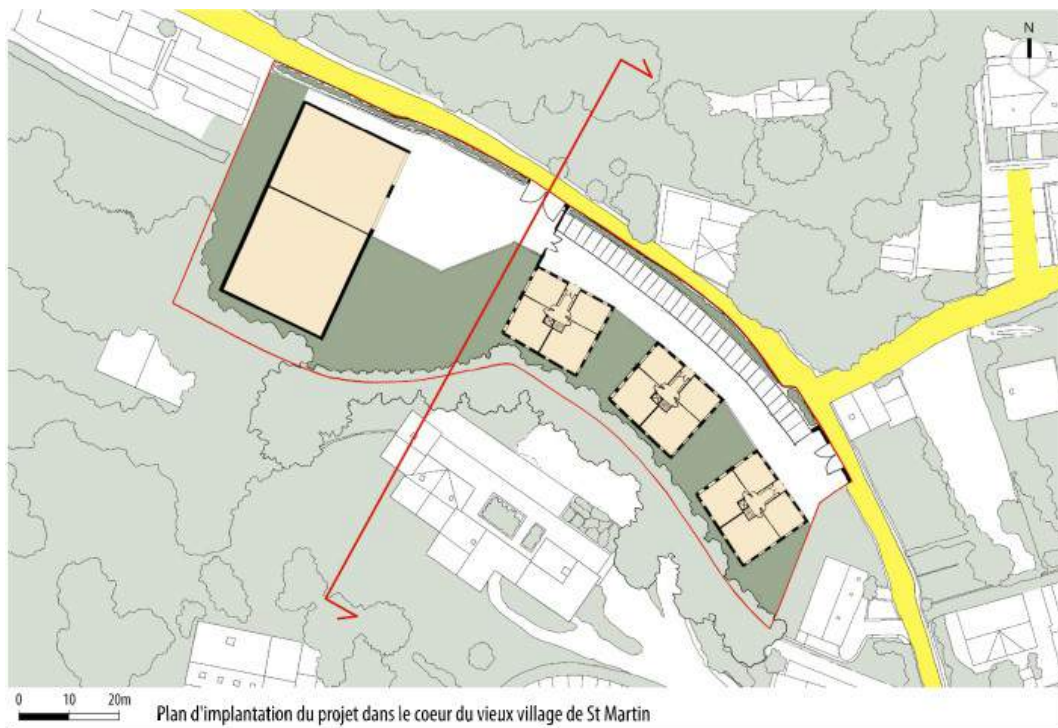 N
0 10 20m
Plan d'implantation du projet dans le coeur du vieux village de St Martin